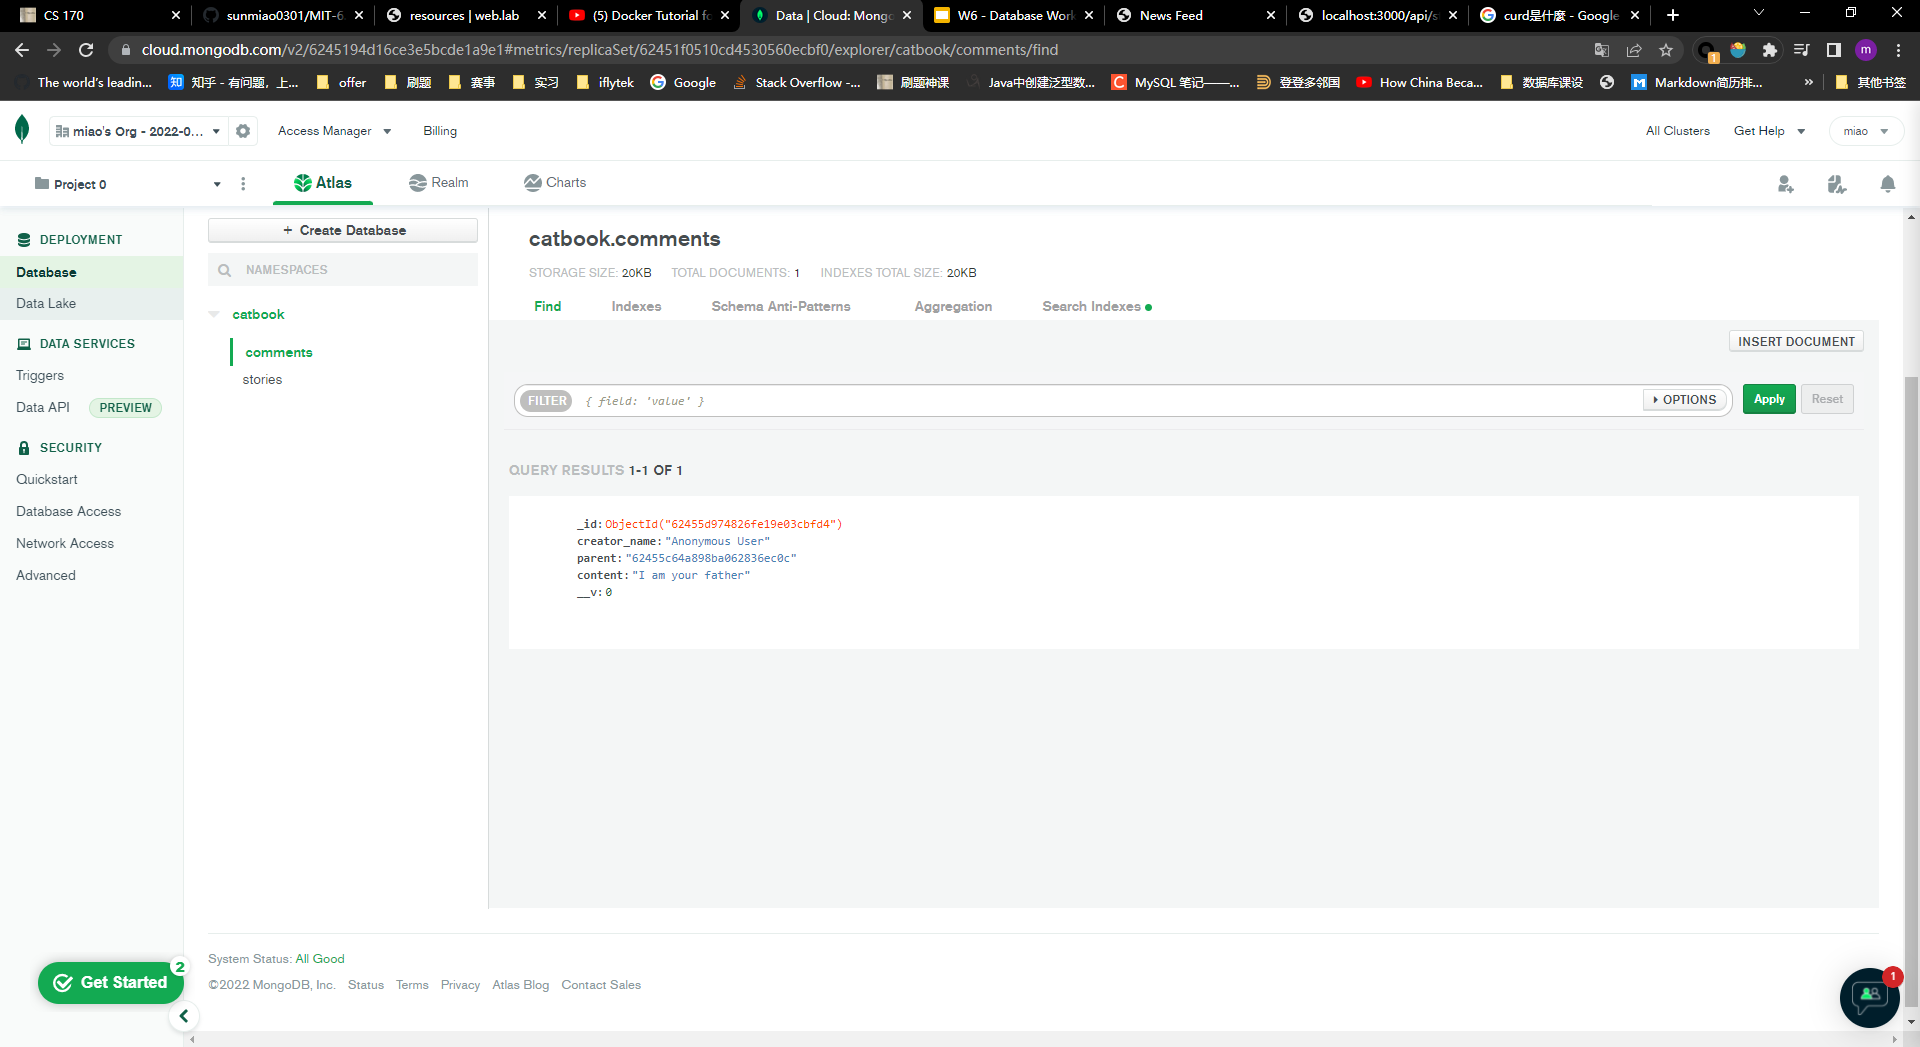 CS 170
sunmiao0301/MIT-6.
resources | web.lab
(5) Docker Tutorial fo
Data | Cloud: Mongo
W6 - Database Work
News Feed
localhost:3000/api/s
curd是什麼 - Google
cloud.mongodb.com/v2/6245194d16ce3e5bcde1a9e1#metrics/replicaSet/62451f0510cd4530560ecbf0/explorer/catbook/comments/find
1
m
The world's leadin...
知 知乎 - 有问题，上...
offer
刷题
赛事
实习
iflytek
Google
Stack Overflow -...
刷题神课
Java中创建泛型数...
C MySQL 笔记——...
登登多邻国
How China Beca...
数据库课设
M Markdown简历排...
»
其他书签
miao's Org - 2022-0...
Access Manager
Billing
All Clusters
Get Help
miao
Project 0
Atlas
Realm
Charts
DEPLOYMENT
Database
Data Lake
DATA SERVICES
Triggers
Data API PREVIEW
SECURITY
Quickstart
Database Access
Network Access
Advanced
Get Started
2
+ Create Database
NAMESPACES
catbook
comments
stories
catbook.comments
STORAGE SIZE: 20KB TOTAL DOCUMENTS: 1 INDEXES TOTAL SIZE: 20KB
Find Indexes Schema Anti-Patterns Aggregation Search Indexes
INSERT DOCUMENT
FILTER { field: 'value' }
OPTIONS
Apply
Reset
QUERY RESULTS 1-1 OF 1
_id: ObjectId("62455d974826fe19e03cbfd4")
creator_name: "Anonymous User"
parent: "62455c64a898ba062836ec0c"
content: "I am your father"
__v: 0
System Status: All Good
©2022 MongoDB, Inc. Status Terms Privacy Atlas Blog Contact Sales
1